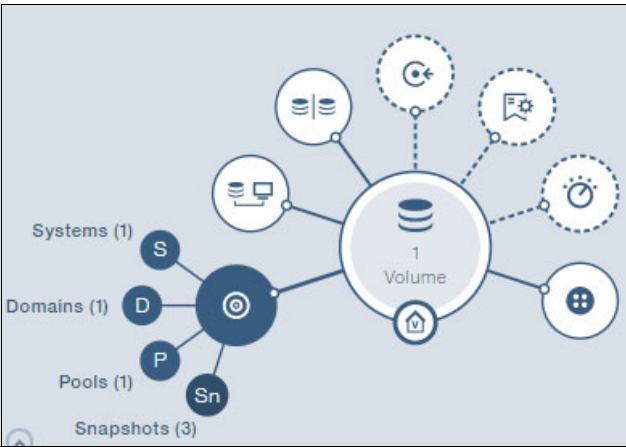 Systems (1)
S
1
Volume
V
Domains (1)
D
P
Pools (1)
Sn
Snapshots (3)